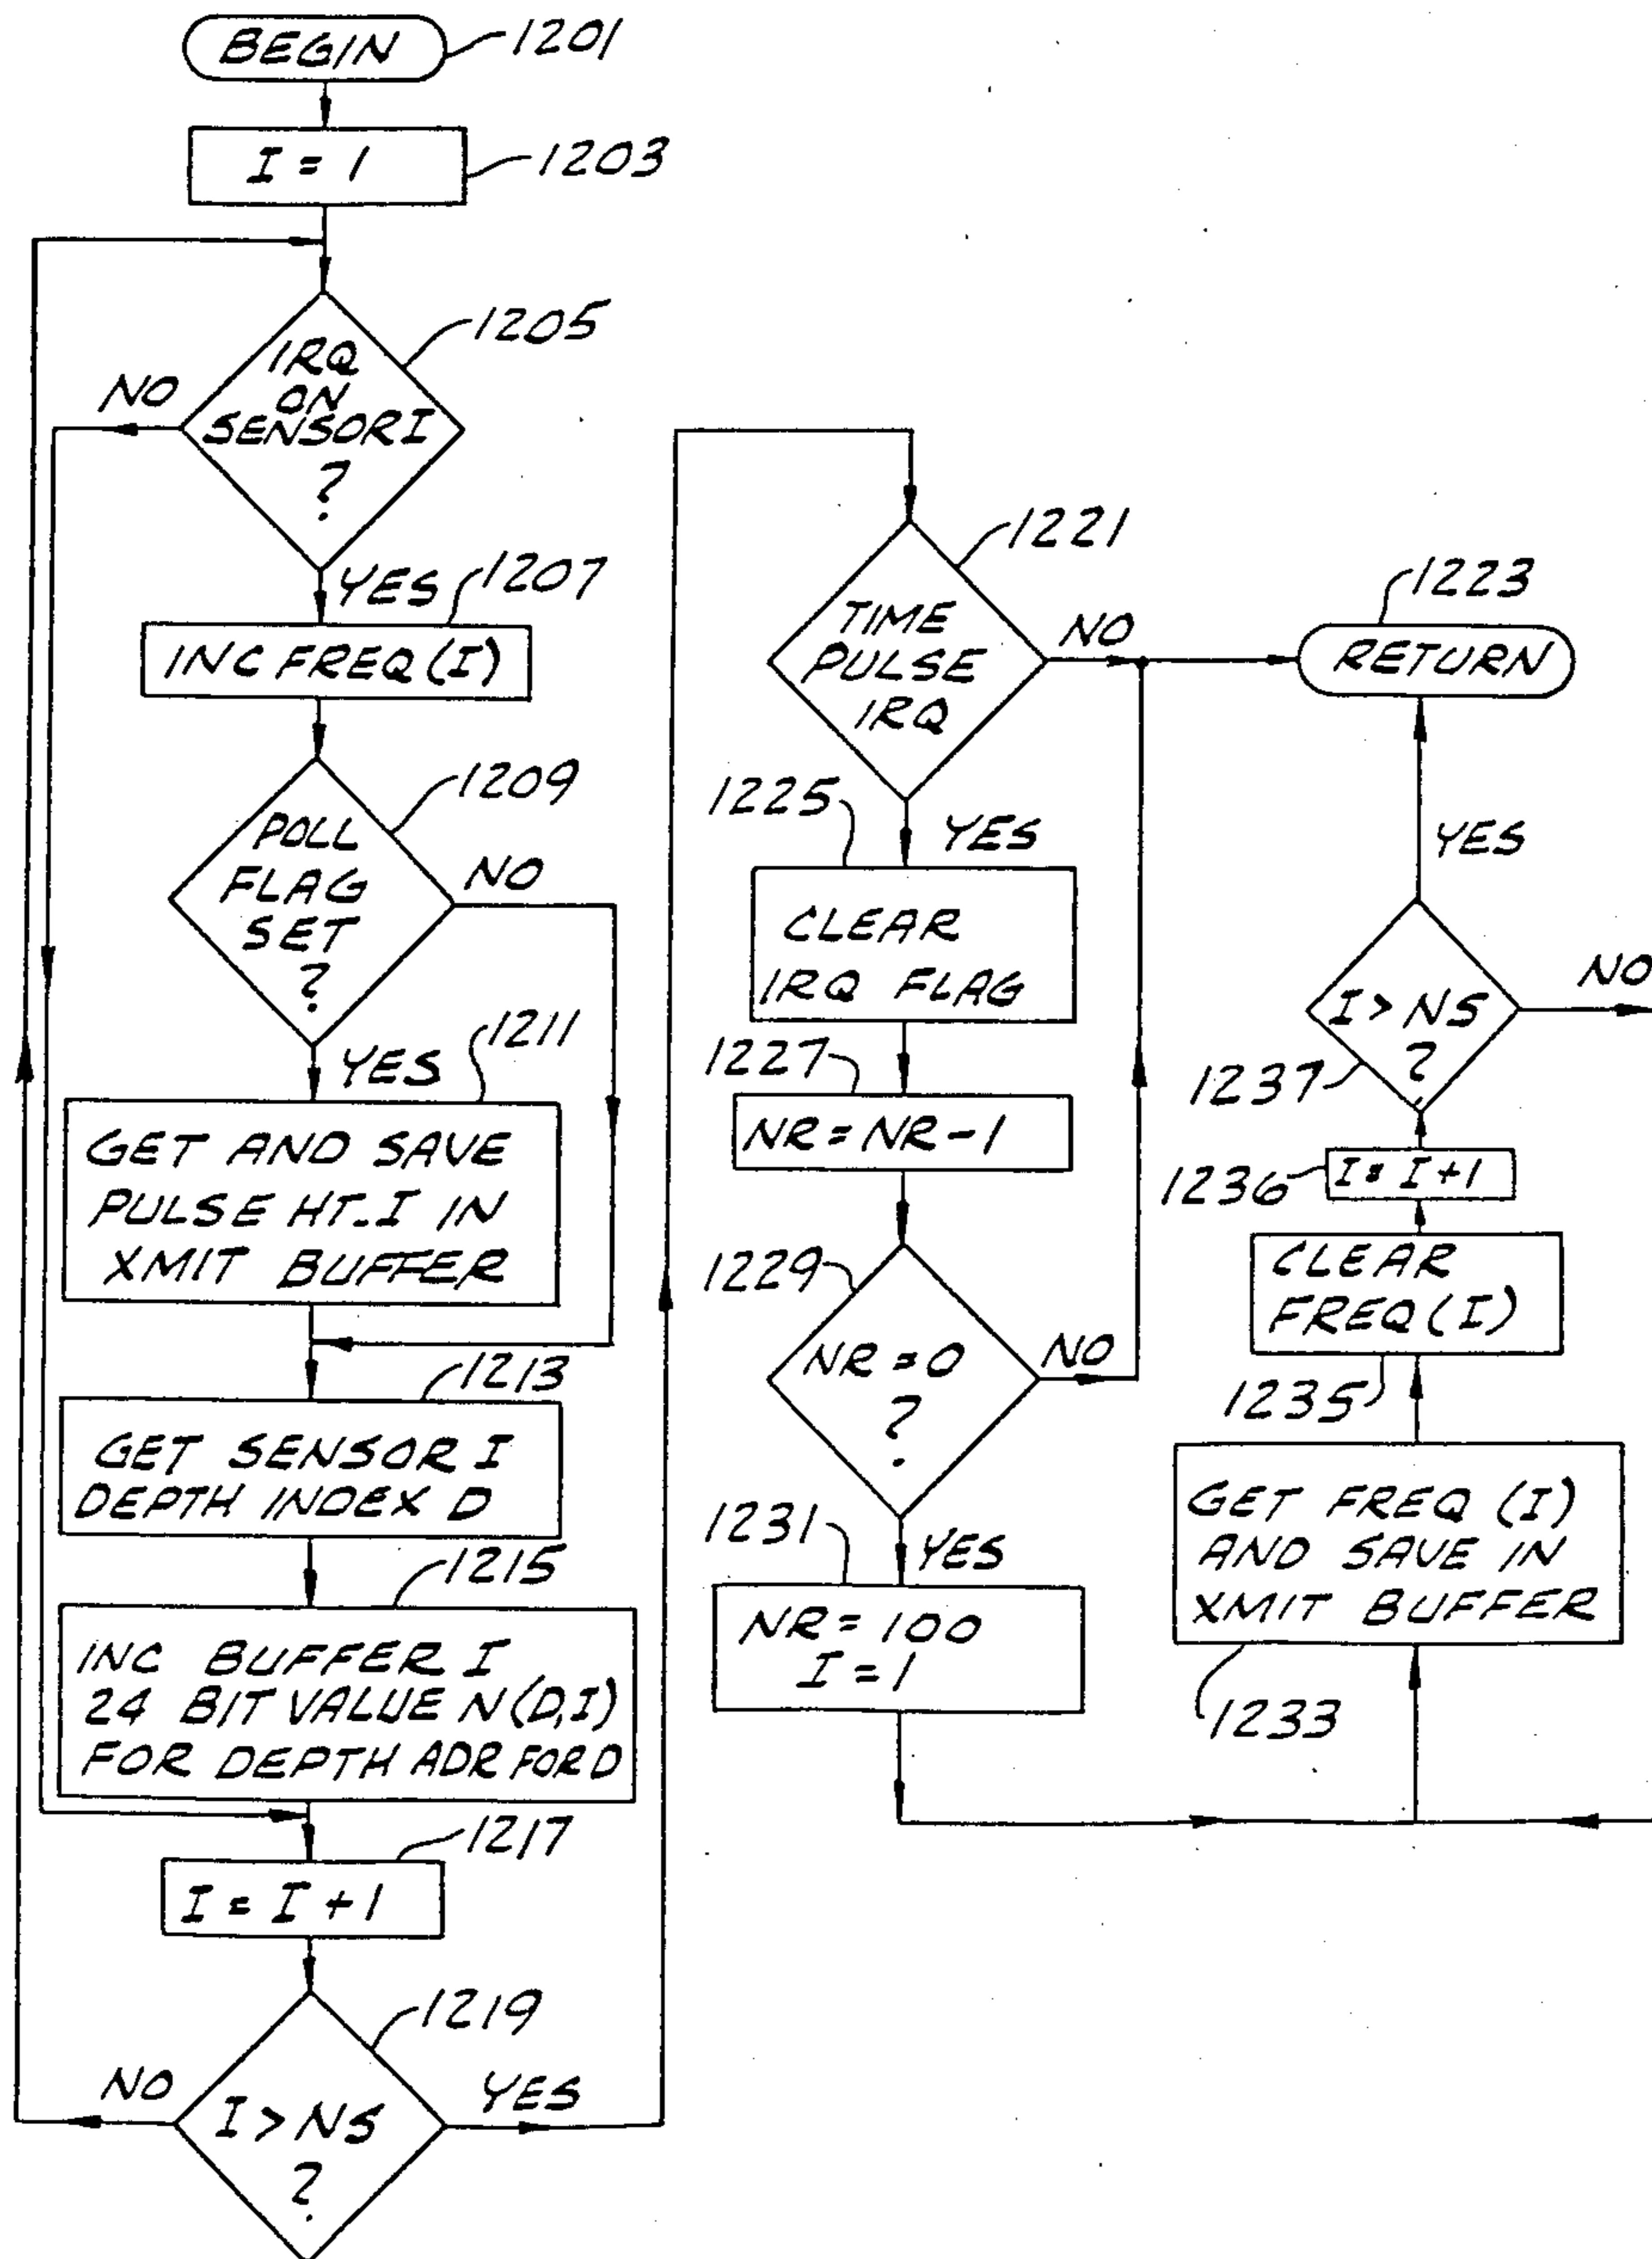 BEGIN
1201
I = 1
1203
IRQ
ON
SENSOR I
?
1205
NO
YES
1207
INC FREQ (I)
POLL
FLAG
SET
?
1209
NO
YES
1211
GET AND SAVE
PULSE HT. I IN
XMIT BUFFER
1213
GET SENSOR I
DEPTH INDEX D
1215
INC BUFFER I
24 BIT VALUE N(D,I)
FOR DEPTH ADR FOR D
1217
I = I + 1
1219
I > NS
?
NO
YES
1221
TIME
PULSE
IRQ
NO
YES
1223
RETURN
1225
CLEAR
IRQ FLAG
1227
NR = NR - 1
1229
NR = 0
?
NO
YES
1231
NR = 100
I = 1
1233
GET FREQ (I)
AND SAVE IN
XMIT BUFFER
1235
CLEAR
FREQ (I)
1236
I = I + 1
1237
I > NS
?
YES
NO